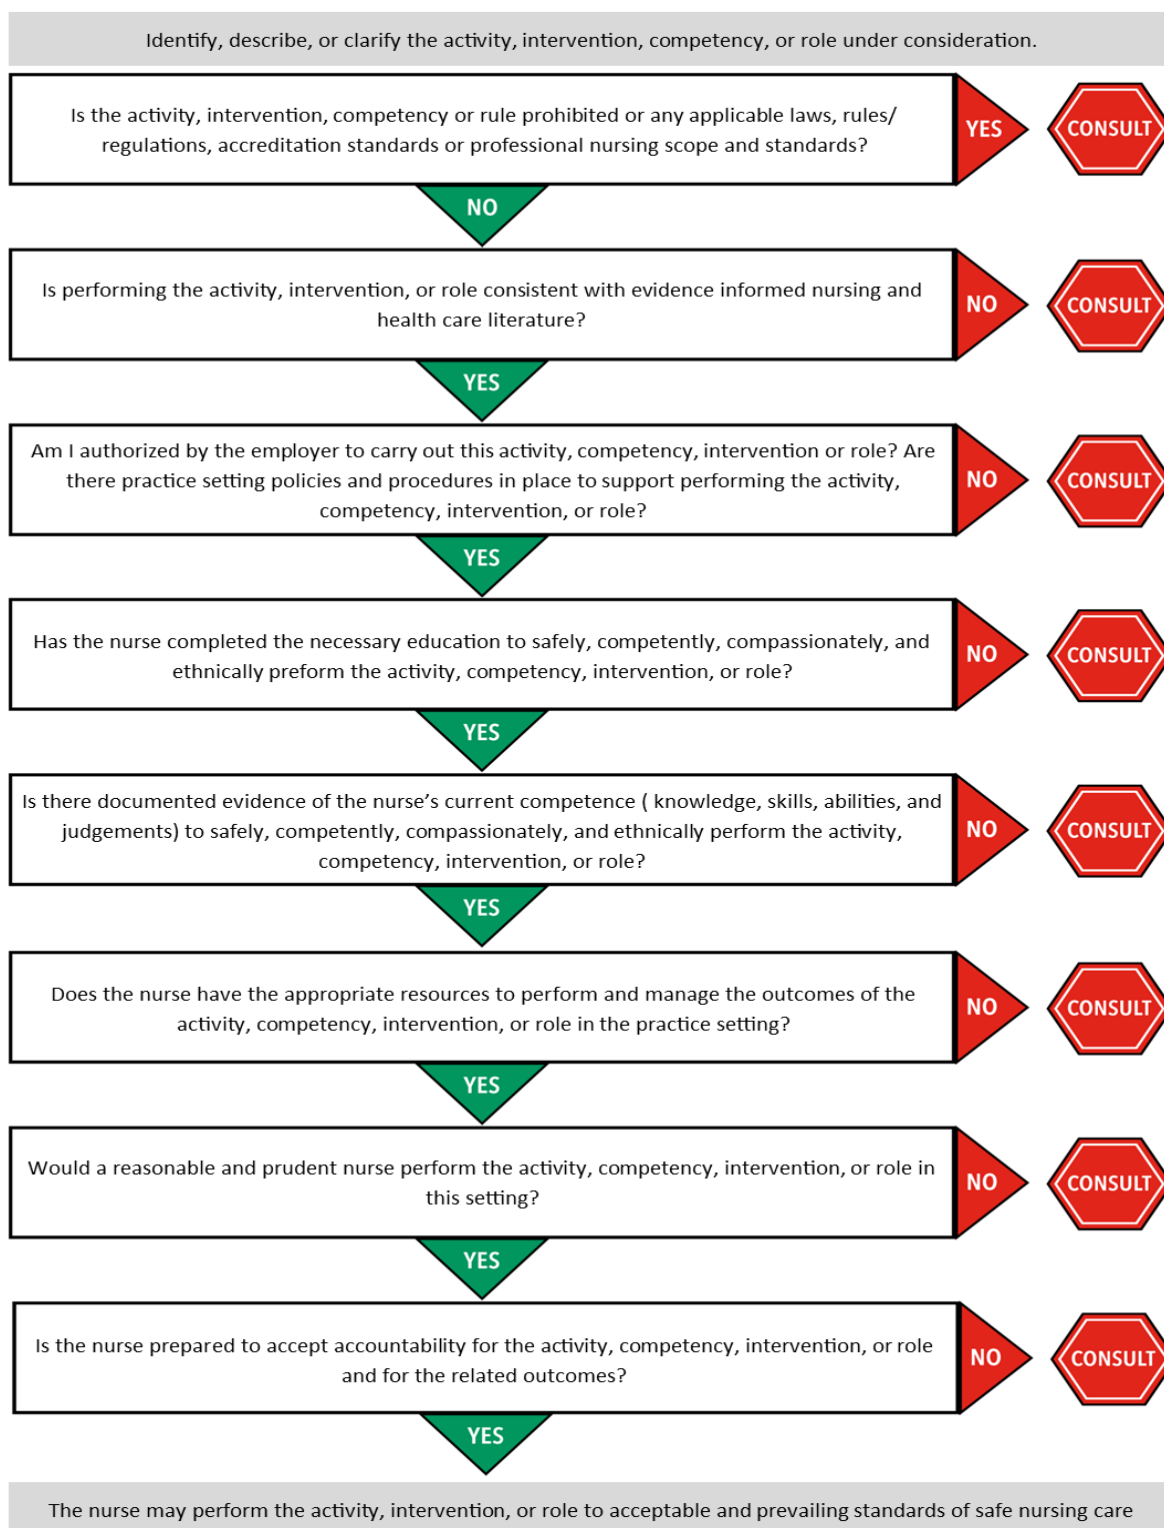 Identify, describe, or clarify the activity, intervention, competency, or role under consideration.
Is the activity, intervention, competency or rule prohibited or any applicable laws, rules/
regulations, accreditation standards or professional nursing scope and standards?
YES
CONSULT
NO
Is performing the activity, intervention, or role consistent with evidence informed nursing and
health care literature?
NO
CONSULT
YES
Am I authorized by the employer to carry out this activity, competency, intervention or role? Are
there practice setting policies and procedures in place to support performing the activity,
competency, intervention, or role?
NO
CONSULT
YES
Has the nurse completed the necessary education to safely, competently, compassionately, and
ethnically preform the activity, competency, intervention, or role?
NO
CONSULT
YES
Is there documented evidence of the nurse’s current competence ( knowledge, skills, abilities, and
judgements) to safely, competently, compassionately, and ethnically perform the activity,
competency, intervention, or role?
NO
CONSULT
YES
Does the nurse have the appropriate resources to perform and manage the outcomes of the
activity, competency, intervention, or role in the practice setting?
NO
CONSULT
YES
Would a reasonable and prudent nurse perform the activity, competency, intervention, or role in
this setting?
NO
CONSULT
YES
Is the nurse prepared to accept accountability for the activity, competency, intervention, or role
and for the related outcomes?
NO
CONSULT
YES
The nurse may perform the activity, intervention, or role to acceptable and prevailing standards of safe nursing care